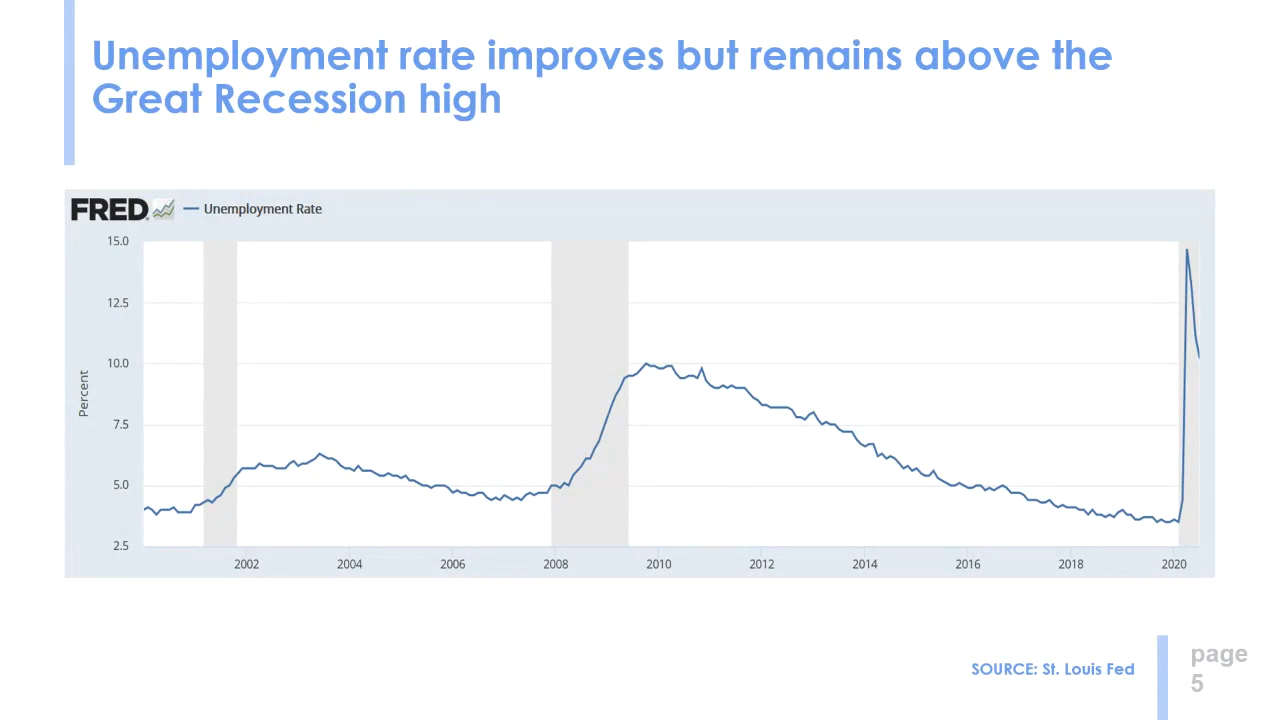 Unemployment rate improves but remains above the
Great Recession high
FRED
Unemployment Rate
15.0
12.5
10.0
7.5
5.0
2.5
Percent
2002 2004 2006 2008 2010 2012 2014 2016 2018 2020
SOURCE: St. Louis Fed
page
5